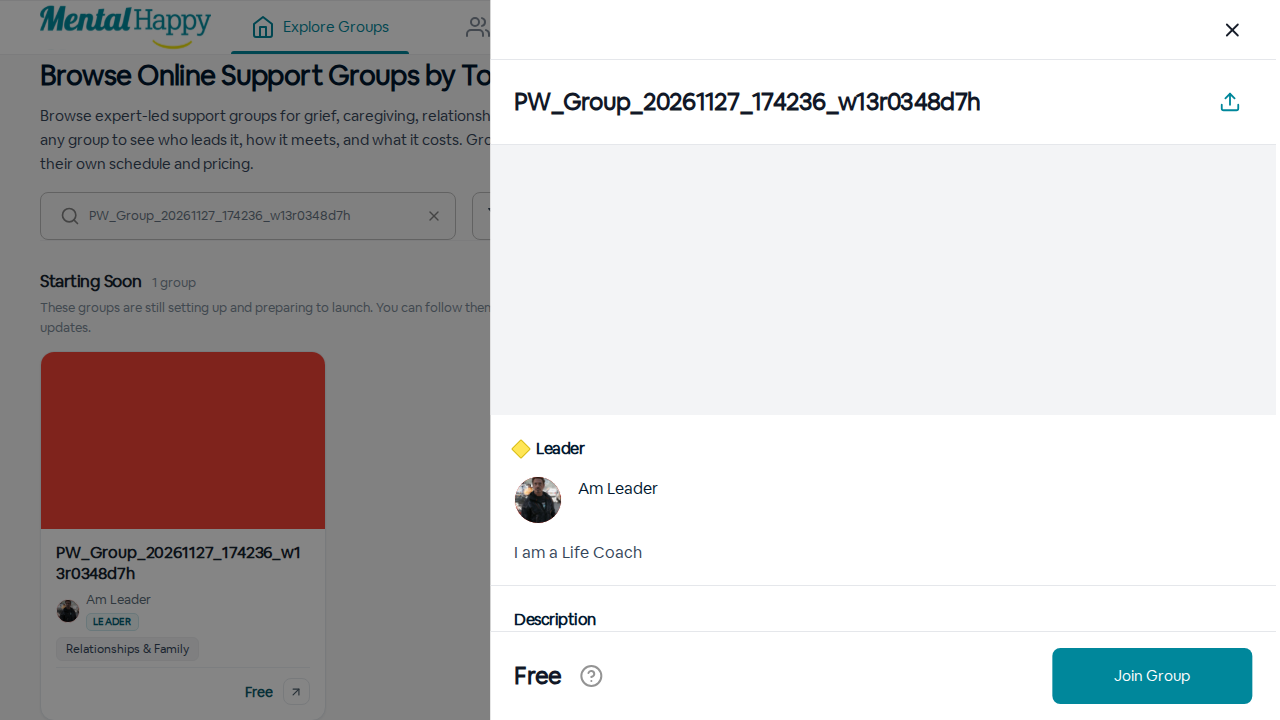 Mental Happy
Explore Groups
Browse Online Support Groups by To
Browse expert-led support groups for grief, caregiving, relationsh
any group to see who leads it, how it meets, and what it costs. Gro
their own schedule and pricing.
PW_Group_20261127_174236_w13r0348d7h
Starting Soon 1 group
These groups are still setting up and preparing to launch. You can follow then
updates.
PW_Group_20261127_174236_w1
3r0348d7h
Am Leader
LEADER
Relationships & Family
Free
PW_Group_20261127_174236_w13r0348d7h
Leader
Am Leader
I am a Life Coach
Description
Free
Join Group